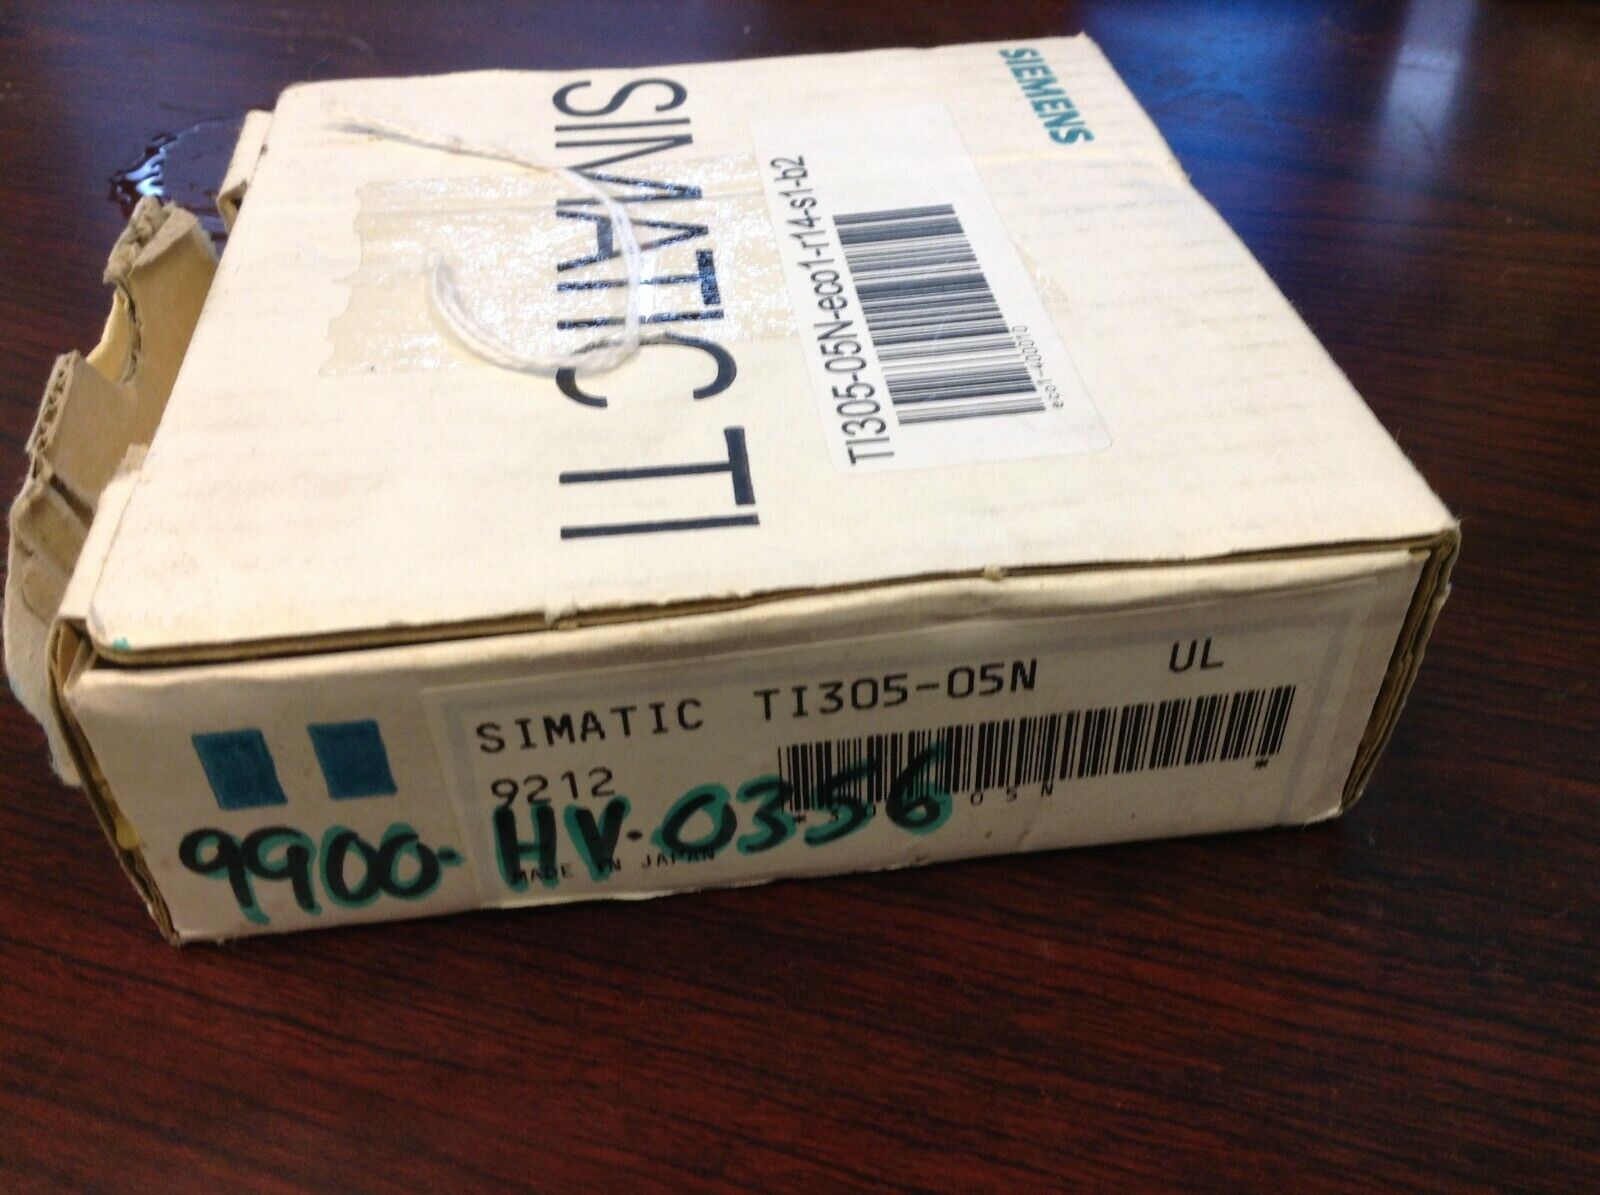 SIEMENS
SIMATIC TI
TI305-05N-eco1-r14-s1-b2
SIMATIC TI305-05N UL
9212
MADE IN JAPAN
9900-HV-0356